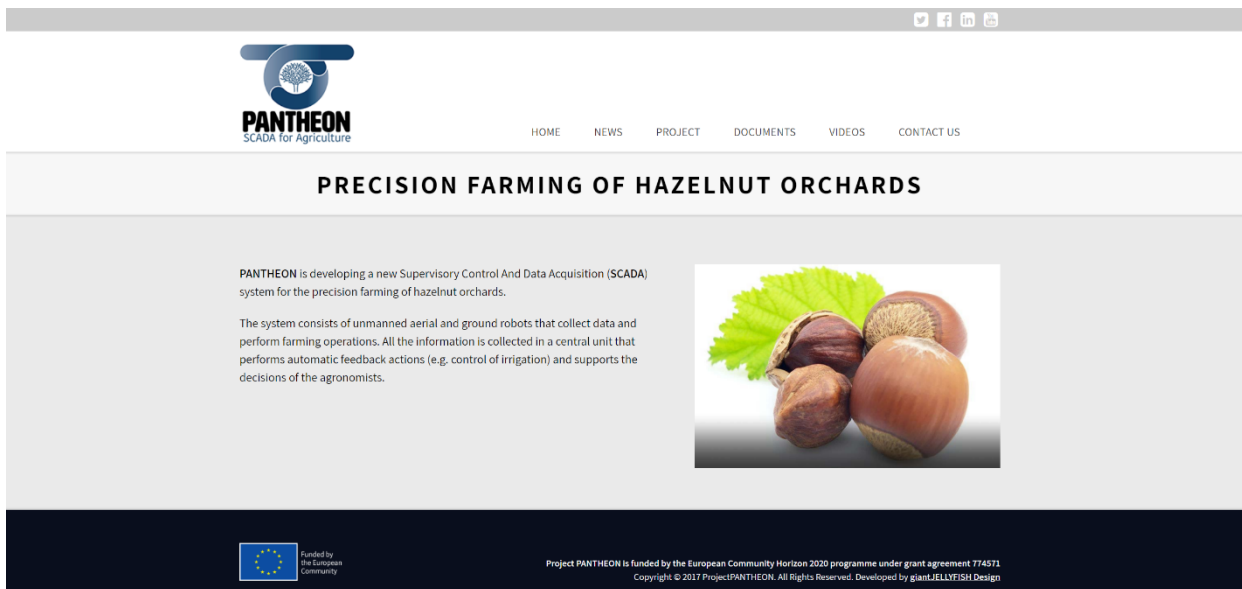 PANTHEON
SCADA for Agriculture
HOME NEWS PROJECT DOCUMENTS VIDEOS CONTACT US
PRECISION FARMING OF HAZELNUT ORCHARDS
PANTHEON is developing a new Supervisory Control And Data Acquisition (SCADA)
system for the precision farming of hazelnut orchards.
The system consists of unmanned aerial and ground robots that collect data and
perform farming operations. All the information is collected in a central unit that
performs automatic feedback actions (e.g. control of irrigation) and supports the
decisions of the agronomists.
Funded by
the European
Community
Project PANTHEON Is funded by the European Community Horizon 2020 programme under grant agreement 774571
Copyright © 2017 ProjectPANTHEON. All Rights Reserved. Developed by giantJELLYFISH Design